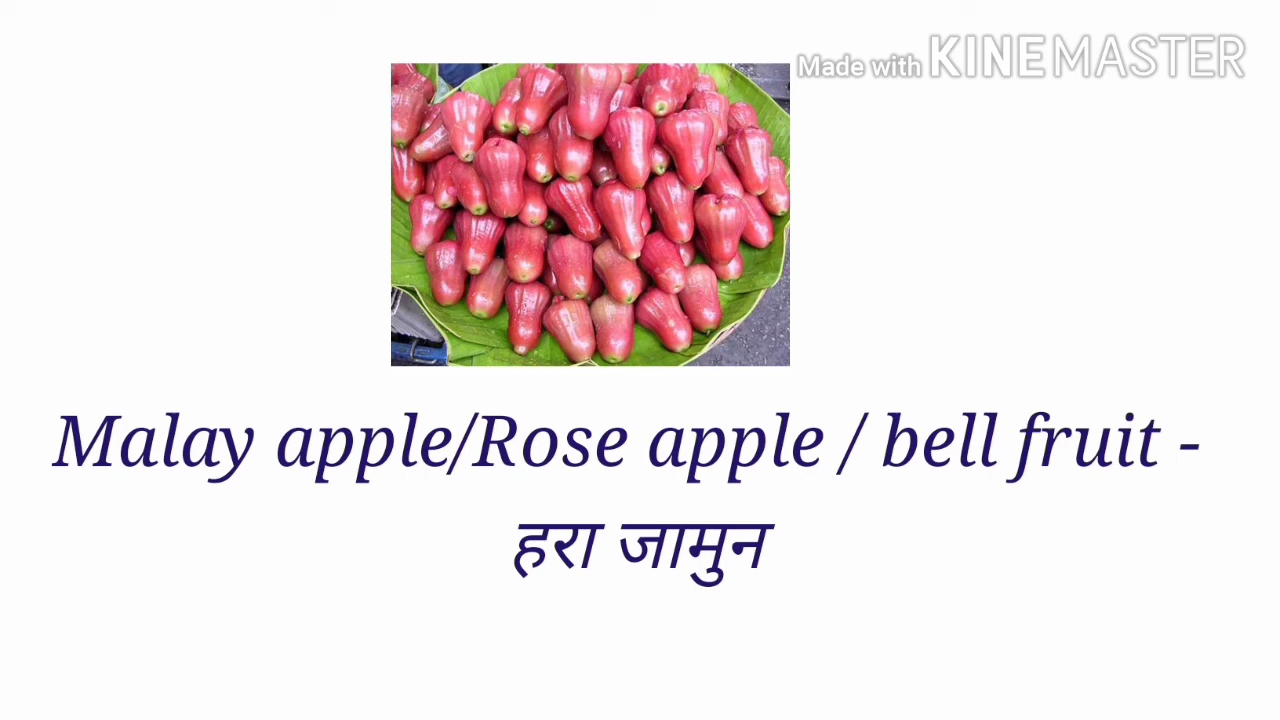 Made with KINEMASTER
Malay apple/Rose apple / bell fruit -
हरा जामुन